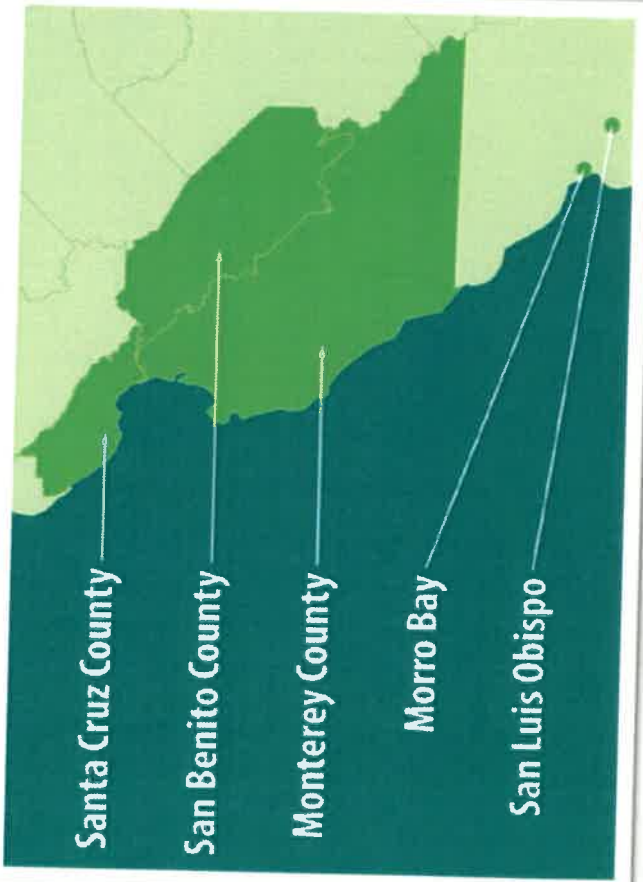 Santa Cruz County
San Benito County
Monterey County
Morro Bay
San Luis Obispo